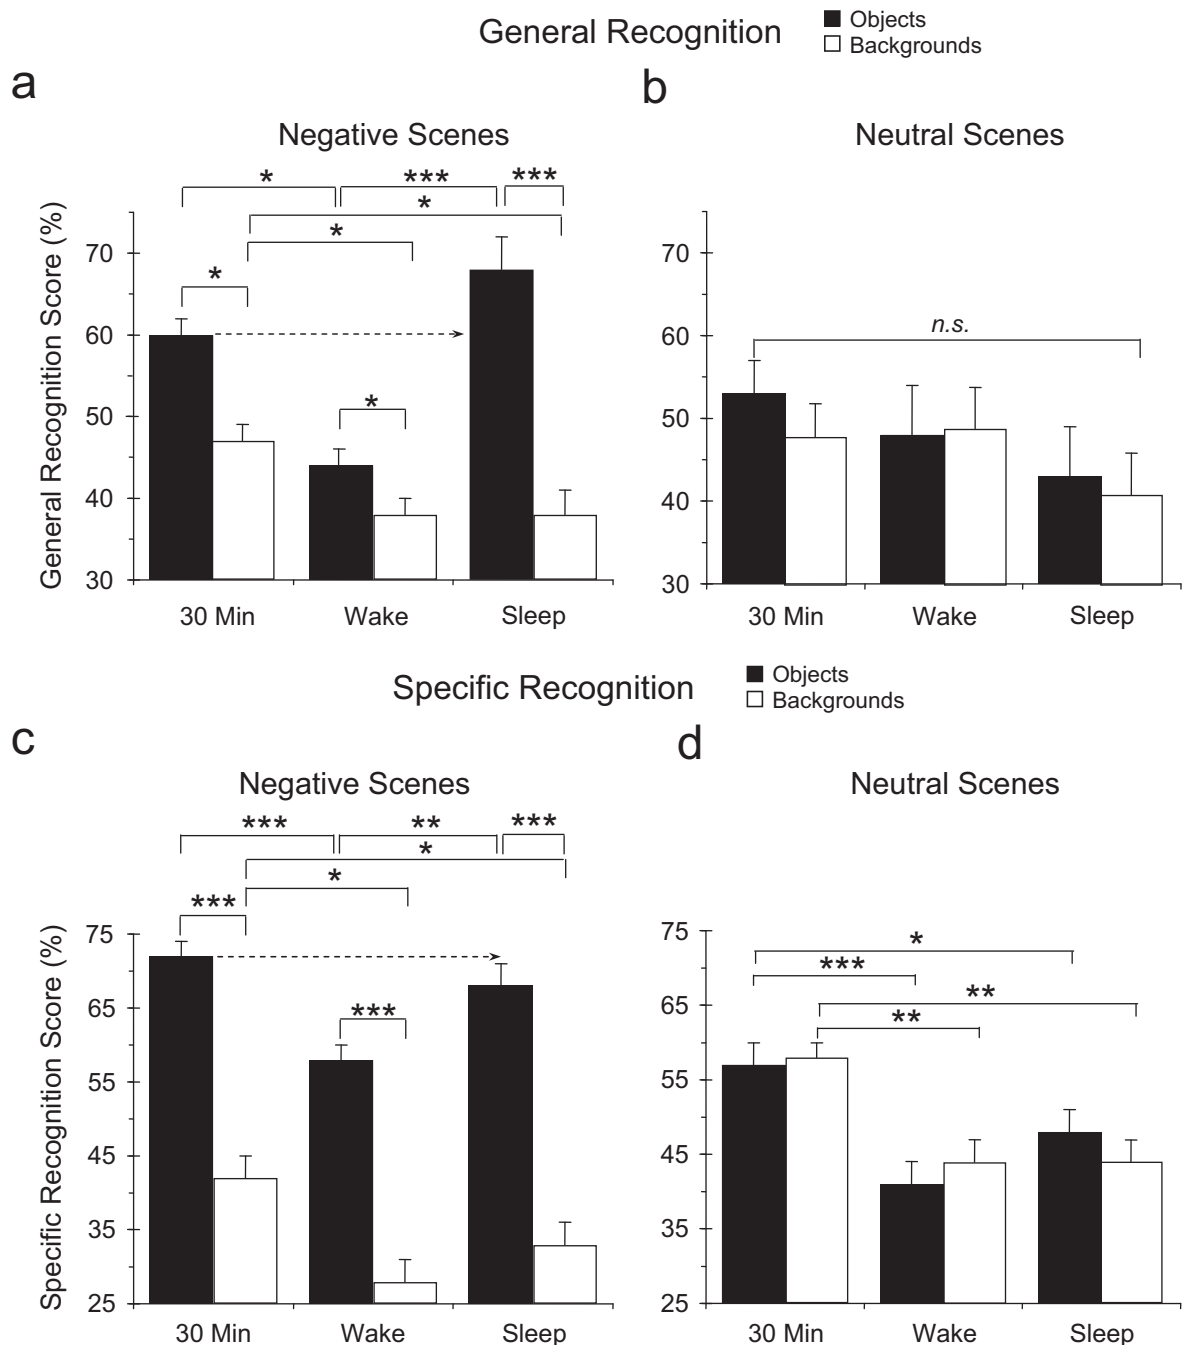 General Recognition
Objects
Backgrounds
a
b
Negative Scenes
Neutral Scenes
* *** ***
*
*
*
*
n.s.
General Recognition Score (%)
70
60
50
40
30
30 Min Wake Sleep
70
60
50
40
30
30 Min Wake Sleep
Specific Recognition
Objects
Backgrounds
c
d
Negative Scenes
Neutral Scenes
*** ** ***
*
*
***
***
*
***
**
**
Specific Recognition Score (%)
75
65
55
45
35
25
30 Min Wake Sleep
75
65
55
45
35
25
30 Min Wake Sleep